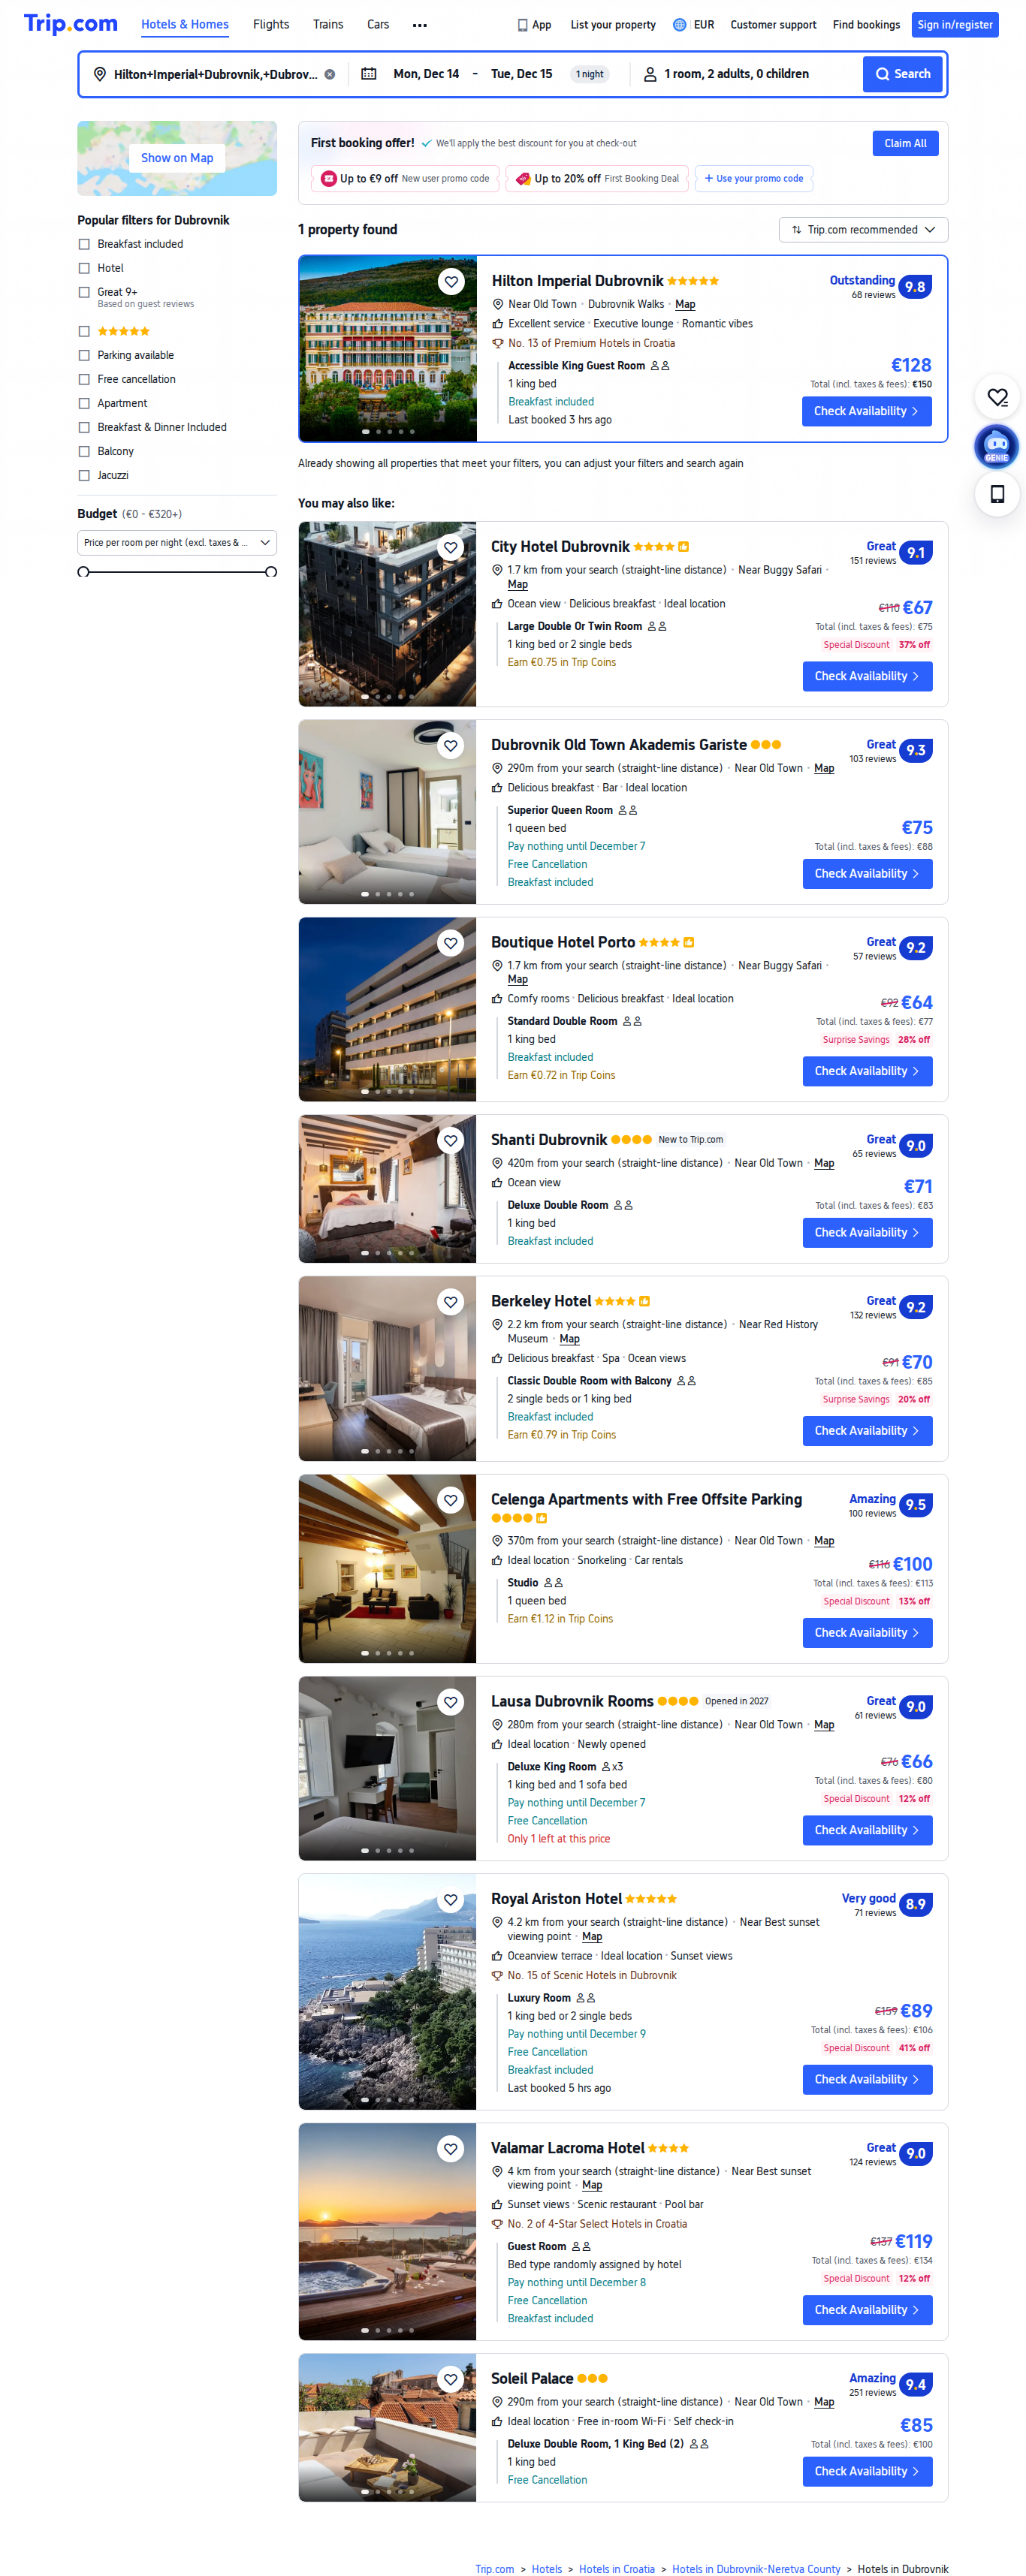 Trip.com
Hotels & Homes
Flights
Trains
Cars
App
List your property
EUR
Customer support
Find bookings
Sign in/register
Hilton+Imperial+Dubrovnik,+Dubrov...
Mon, Dec 14 - Tue, Dec 15
1 night
1 room, 2 adults, 0 children
Search
Show on Map
Popular filters for Dubrovnik
Breakfast included
Hotel
Great 9+
Based on guest reviews
Parking available
Free cancellation
Apartment
Breakfast & Dinner Included
Balcony
Jacuzzi
Budget (€0 - €320+)
Price per room per night (excl. taxes & ...
First booking offer! We'll apply the best discount for you at check-out
Claim All
Up to €9 off New user promo code
Up to 20% off First Booking Deal
+ Use your promo code
1 property found
Trip.com recommended
Hilton Imperial Dubrovnik
Outstanding 9.8
68 reviews
Near Old Town · Dubrovnik Walks · Map
Excellent service · Executive lounge · Romantic vibes
No. 13 of Premium Hotels in Croatia
Accessible King Guest Room
1 king bed
Breakfast included
Last booked 3 hrs ago
€128
Total (incl. taxes & fees): €150
Check Availability
GENIE
Already showing all properties that meet your filters, you can adjust your filters and search again
You may also like:
City Hotel Dubrovnik
Great 9.1
151 reviews
1.7 km from your search (straight-line distance) · Near Buggy Safari ·
Map
Ocean view · Delicious breakfast · Ideal location
Large Double Or Twin Room
1 king bed or 2 single beds
Earn €0.75 in Trip Coins
€110 €67
Total (incl. taxes & fees): €75
Special Discount 37% off
Check Availability
Dubrovnik Old Town Akademis Gariste
Great 9.3
103 reviews
290m from your search (straight-line distance) · Near Old Town · Map
Delicious breakfast · Bar · Ideal location
Superior Queen Room
1 queen bed
Pay nothing until December 7
Free Cancellation
Breakfast included
€75
Total (incl. taxes & fees): €88
Check Availability
Boutique Hotel Porto
Great 9.2
57 reviews
1.7 km from your search (straight-line distance) · Near Buggy Safari ·
Map
Comfy rooms · Delicious breakfast · Ideal location
Standard Double Room
1 king bed
Breakfast included
Earn €0.72 in Trip Coins
€92 €64
Total (incl. taxes & fees): €77
Surprise Savings 28% off
Check Availability
Shanti Dubrovnik New to Trip.com
Great 9.0
65 reviews
420m from your search (straight-line distance) · Near Old Town · Map
Ocean view
Deluxe Double Room
1 king bed
Breakfast included
€71
Total (incl. taxes & fees): €83
Check Availability
Berkeley Hotel
Great 9.2
132 reviews
2.2 km from your search (straight-line distance) · Near Red History
Museum · Map
Delicious breakfast · Spa · Ocean views
Classic Double Room with Balcony
2 single beds or 1 king bed
Breakfast included
Earn €0.79 in Trip Coins
€91 €70
Total (incl. taxes & fees): €85
Surprise Savings 20% off
Check Availability
Celenga Apartments with Free Offsite Parking
Amazing 9.5
100 reviews
370m from your search (straight-line distance) · Near Old Town · Map
Ideal location · Snorkeling · Car rentals
Studio
1 queen bed
Earn €1.12 in Trip Coins
€116 €100
Total (incl. taxes & fees): €113
Special Discount 13% off
Check Availability
Lausa Dubrovnik Rooms Opened in 2027
Great 9.0
61 reviews
280m from your search (straight-line distance) · Near Old Town · Map
Ideal location · Newly opened
Deluxe King Room x3
1 king bed and 1 sofa bed
Pay nothing until December 7
Free Cancellation
Only 1 left at this price
€76 €66
Total (incl. taxes & fees): €80
Special Discount 12% off
Check Availability
Royal Ariston Hotel
Very good 8.9
71 reviews
4.2 km from your search (straight-line distance) · Near Best sunset
viewing point · Map
Oceanview terrace · Ideal location · Sunset views
No. 15 of Scenic Hotels in Dubrovnik
Luxury Room
1 king bed or 2 single beds
Pay nothing until December 9
Free Cancellation
Breakfast included
Last booked 5 hrs ago
€159 €89
Total (incl. taxes & fees): €106
Special Discount 41% off
Check Availability
Valamar Lacroma Hotel
Great 9.0
124 reviews
4 km from your search (straight-line distance) · Near Best sunset
viewing point · Map
Sunset views · Scenic restaurant · Pool bar
No. 2 of 4-Star Select Hotels in Croatia
Guest Room
Bed type randomly assigned by hotel
Pay nothing until December 8
Free Cancellation
Breakfast included
€137 €119
Total (incl. taxes & fees): €134
Special Discount 12% off
Check Availability
Soleil Palace
Amazing 9.4
251 reviews
290m from your search (straight-line distance) · Near Old Town · Map
Ideal location · Free in-room Wi-Fi · Self check-in
Deluxe Double Room, 1 King Bed (2)
1 king bed
Free Cancellation
€85
Total (incl. taxes & fees): €100
Check Availability
Trip.com > Hotels > Hotels in Croatia > Hotels in Dubrovnik-Neretva County > Hotels in Dubrovnik